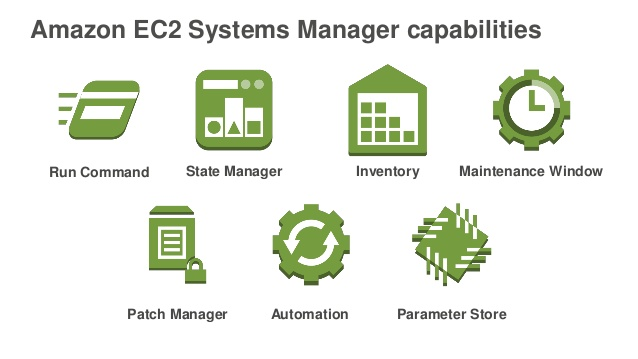 Amazon EC2 Systems Manager capabilities
Run Command
State Manager
Inventory
Maintenance Window
Patch Manager
Automation
Parameter Store